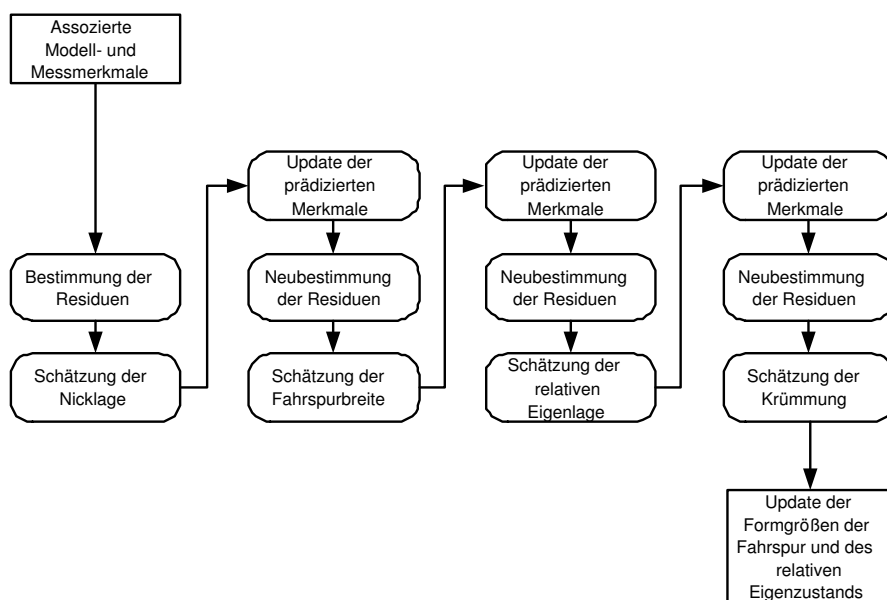 Assozierte
Modell- und
Messmerkmale
Bestimmung der
Residuen
Schätzung der
Nicklage
Update der
prädizierten
Merkmale
Neubestimmung
der Residuen
Schätzung der
Fahrspurbreite
Update der
prädizierten
Merkmale
Neubestimmung
der Residuen
Schätzung der
relativen
Eigenlage
Update der
prädizierten
Merkmale
Neubestimmung
der Residuen
Schätzung der
Krümmung
Update der
Formgrößen der
Fahrspur und des
relativen
Eigenzustands